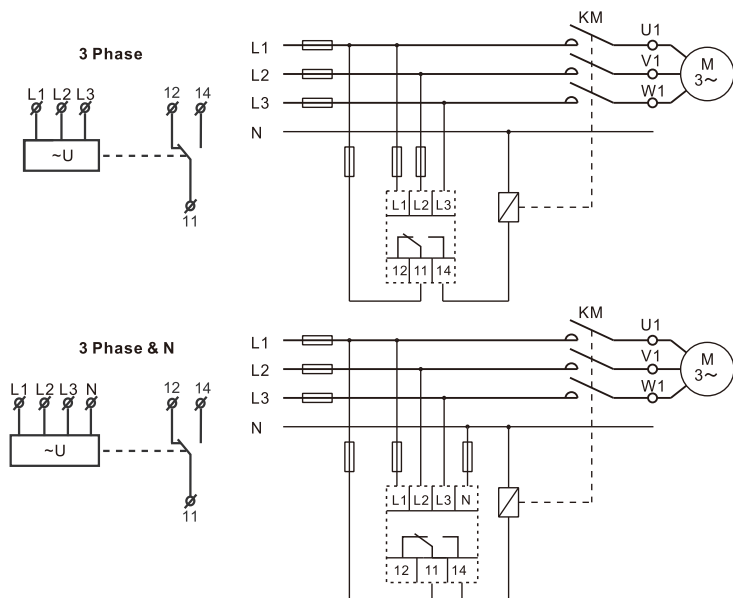 3 Phase
L1 L2 L3
~U
12 14
11
KM
L1
L2
L3
N
U1
V1
W1
M
3~
L1 L2 L3
12 11 14
3 Phase & N
L1 L2 L3 N
~U
12 14
11
KM
L1
L2
L3
N
U1
V1
W1
M
3~
L1 L2 L3 N
12 11 14